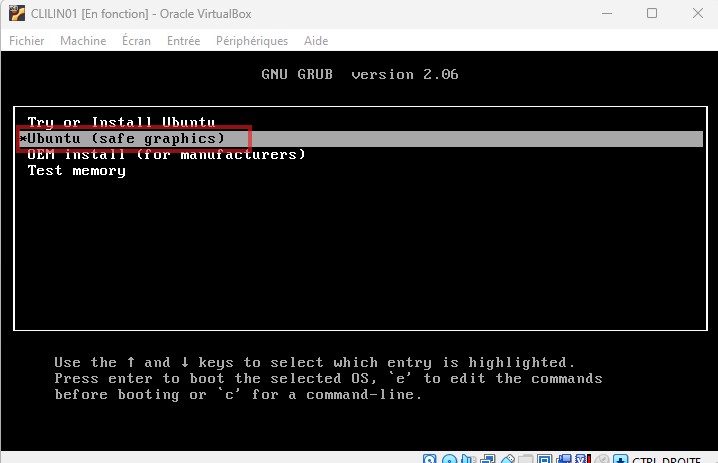 CLILIN01 [En fonction] - Oracle VirtualBox
Fichier Machine Écran Entrée Périphériques Aide
GNU GRUB version 2.06
Try or Install Ubuntu
*Ubuntu (safe graphics)
OEM install (for manufacturers)
Test memory
Use the ↑ and ↓ keys to select which entry is highlighted.
Press enter to boot the selected OS, `e' to edit the commands
before booting or `c' for a command-line.
CTRL DROITE